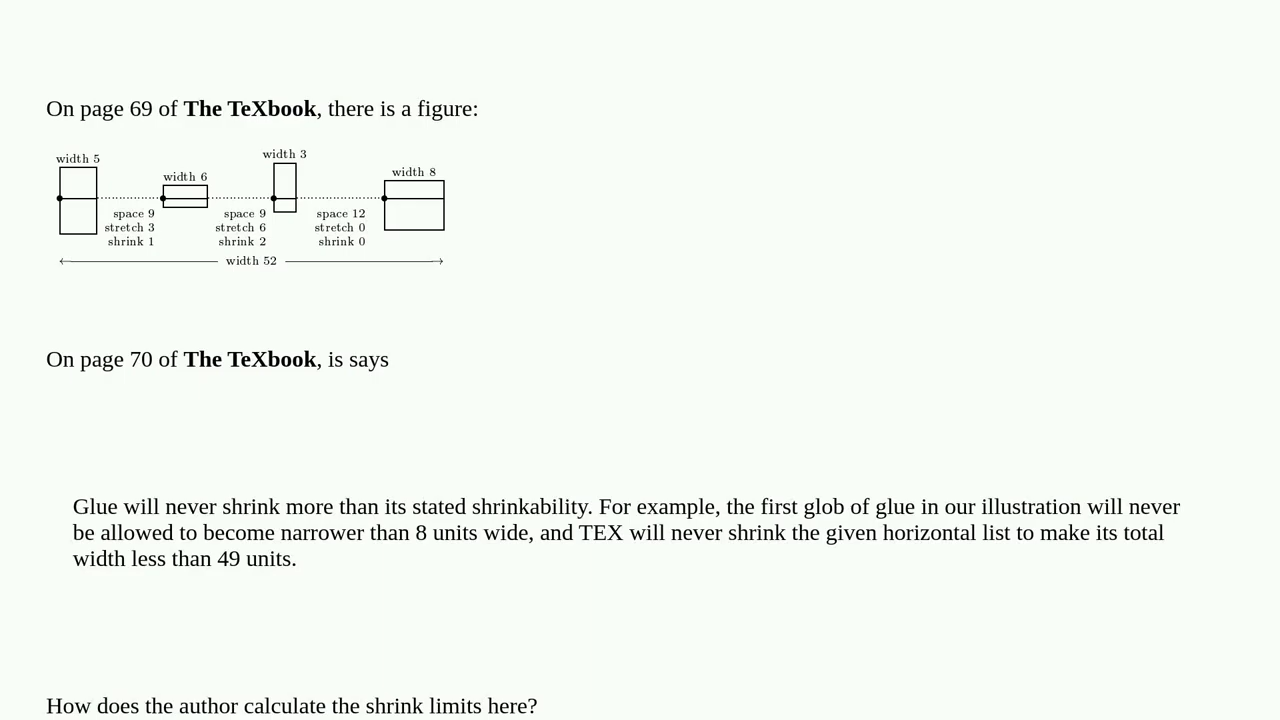 On page 69 of The TeXbook, there is a figure:
width 5
width 6
width 3
width 8
space 9
stretch 3
shrink 1
space 9
stretch 6
shrink 2
space 12
stretch 0
shrink 0
width 52
On page 70 of The TeXbook, is says
Glue will never shrink more than its stated shrinkability. For example, the first glob of glue in our illustration will never
be allowed to become narrower than 8 units wide, and TEX will never shrink the given horizontal list to make its total
width less than 49 units.
How does the author calculate the shrink limits here?